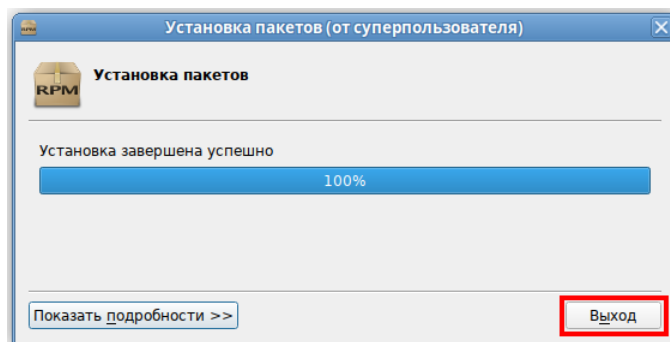 Установка пакетов (от суперпользователя)
RPM
Установка пакетов
Установка завершена успешно
100%
Показать подробности >>
Выход